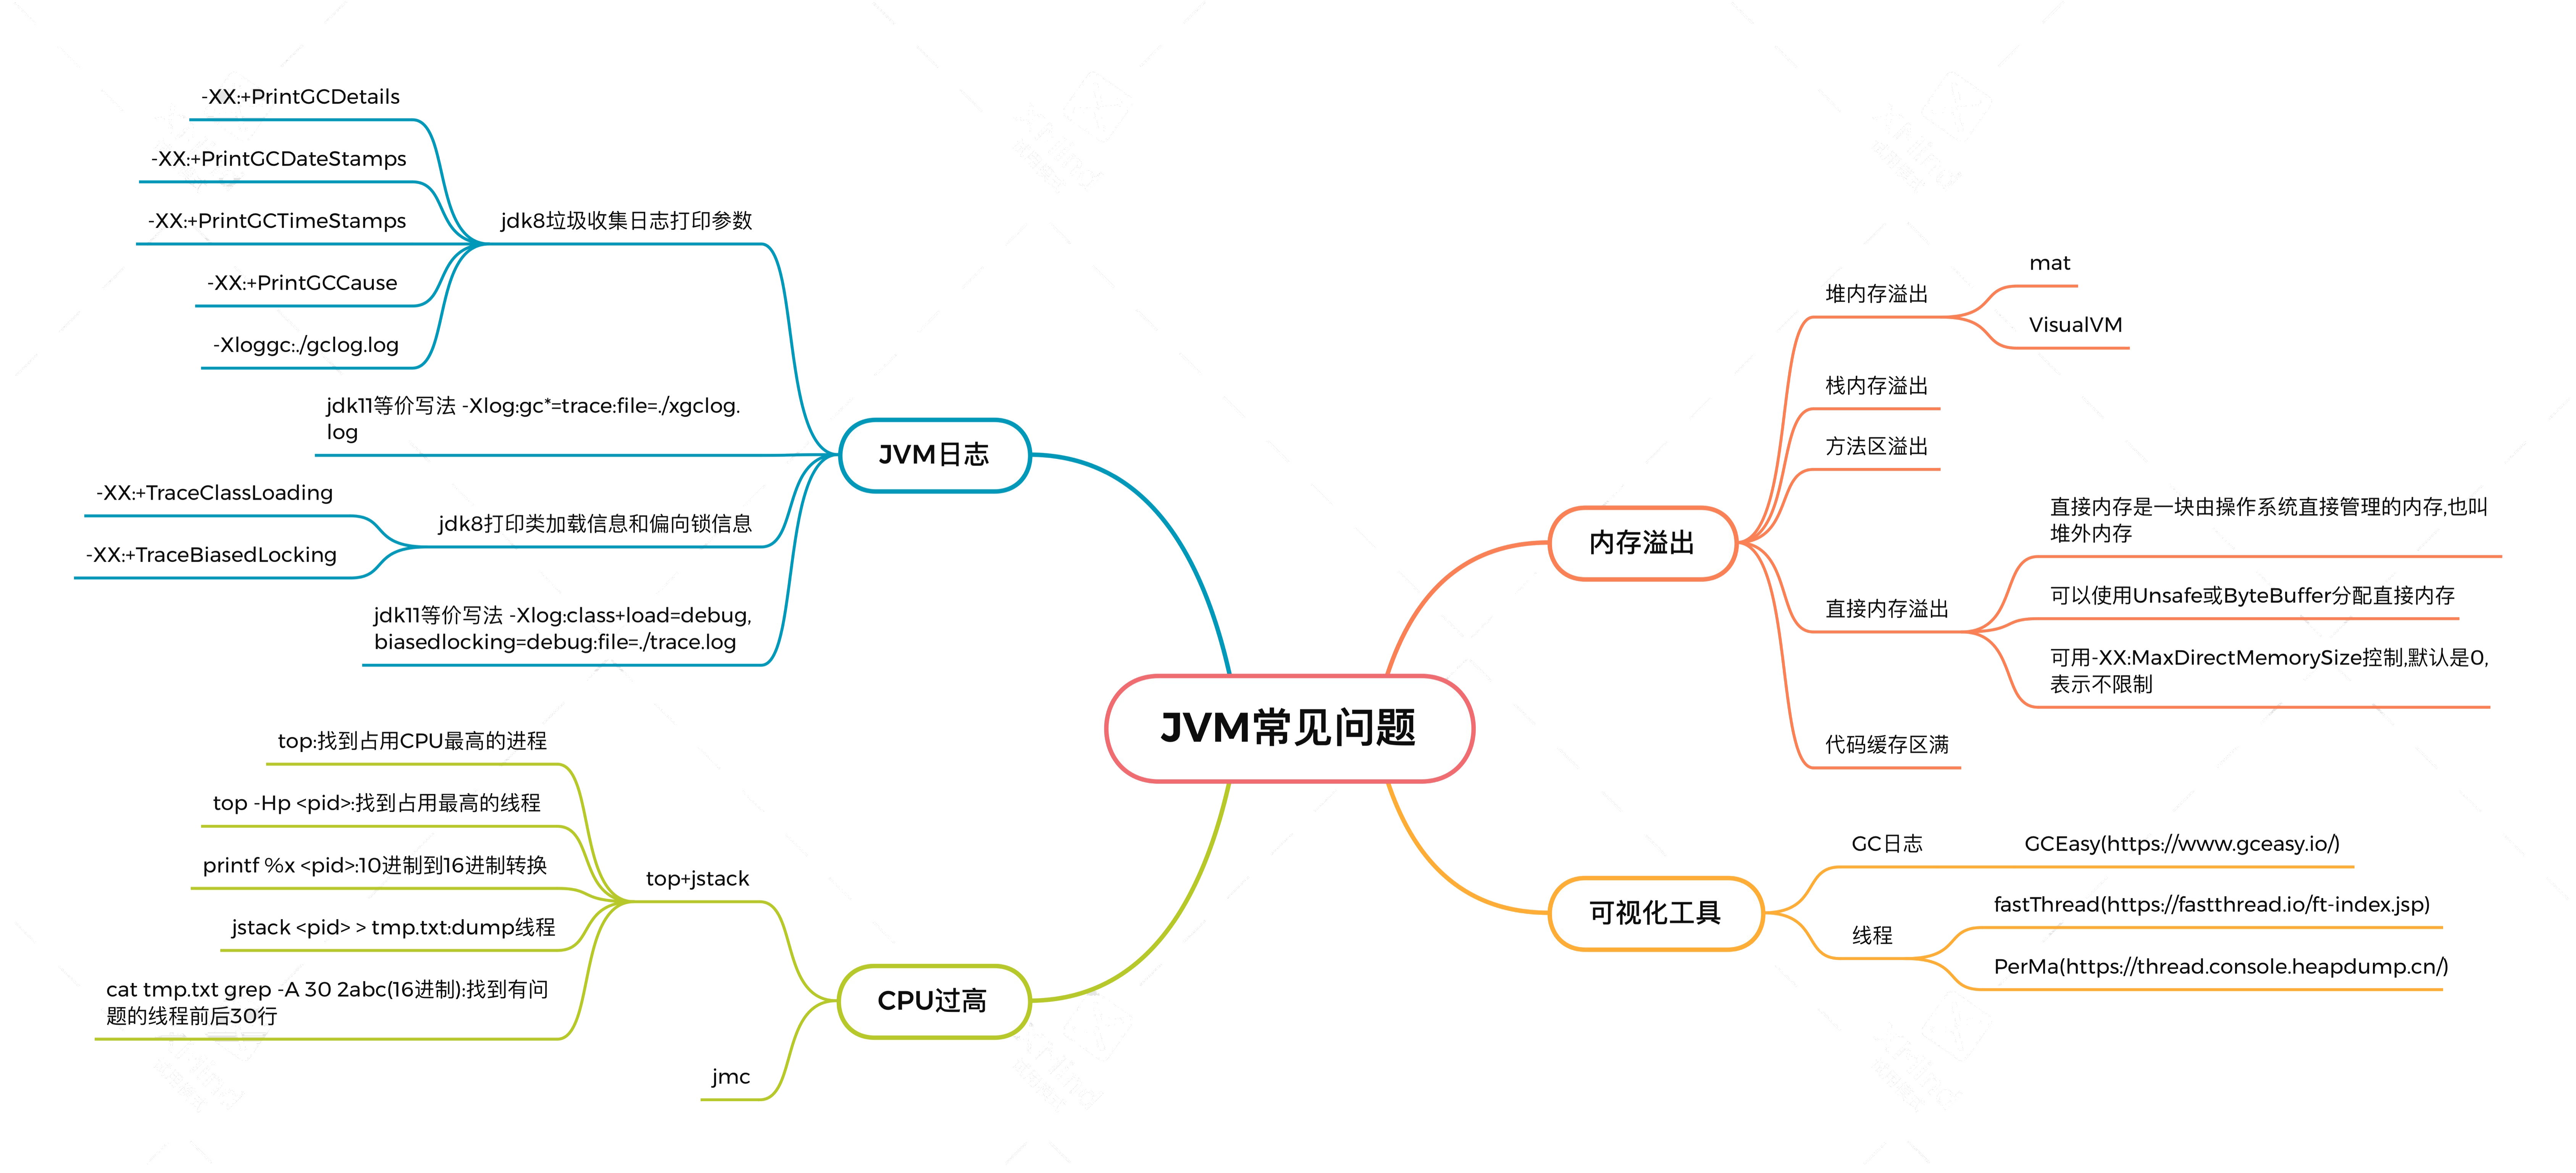 JVM常见问题
JVM日志
jdk8垃圾收集日志打印参数
-XX:+PrintGCDetails
-XX:+PrintGCDateStamps
-XX:+PrintGCTimeStamps
-XX:+PrintGCCause
-Xloggc:./gclog.log
jdk11等价写法 -Xlog:gc*=trace:file=./xgclog.
log
jdk8打印类加载信息和偏向锁信息
-XX:+TraceClassLoading
-XX:+TraceBiasedLocking
jdk11等价写法 -Xlog:class+load=debug,
biasedlocking=debug:file=./trace.log
CPU过高
top+jstack
top:找到占用CPU最高的进程
top -Hp <pid>:找到占用最高的线程
printf %x <pid>:10进制到16进制转换
jstack <pid> > tmp.txt:dump线程
cat tmp.txt grep -A 30 2abc(16进制):找到有问
题的线程前后30行
jmc
内存溢出
堆内存溢出
mat
VisualVM
栈内存溢出
方法区溢出
直接内存溢出
直接内存是一块由操作系统直接管理的内存,也叫
堆外内存
可以使用Unsafe或ByteBuffer分配直接内存
可用-XX:MaxDirectMemorySize控制,默认是0,
表示不限制
代码缓存区满
可视化工具
GC日志
GCEasy(https://www.gceasy.io/)
线程
fastThread(https://fastthread.io/ft-index.jsp)
PerMa(https://thread.console.heapdump.cn/)